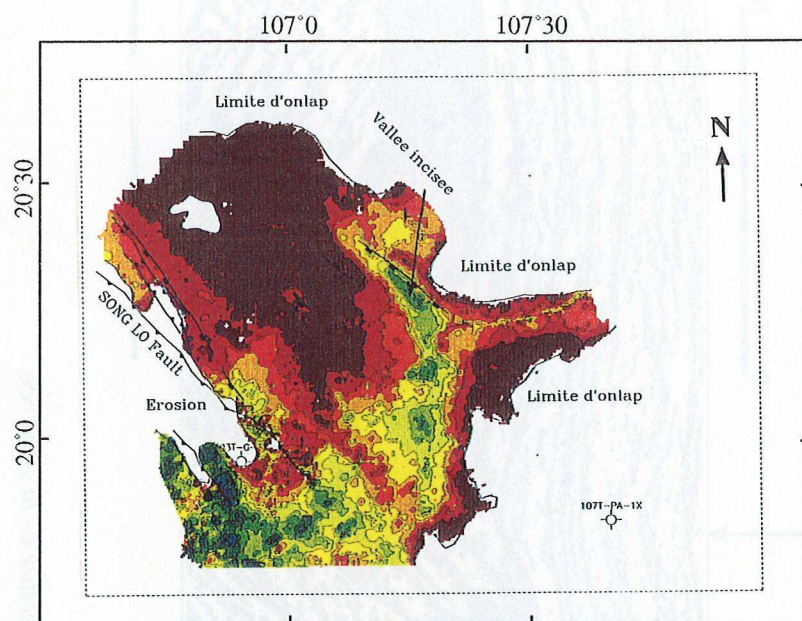 107°0
107°30
Limite d'onlap
Vallee incisee
N
20°30
Limite d'onlap
SONG LO Fault
Limite d'onlap
Erosion
20°0
107T-PA-1X